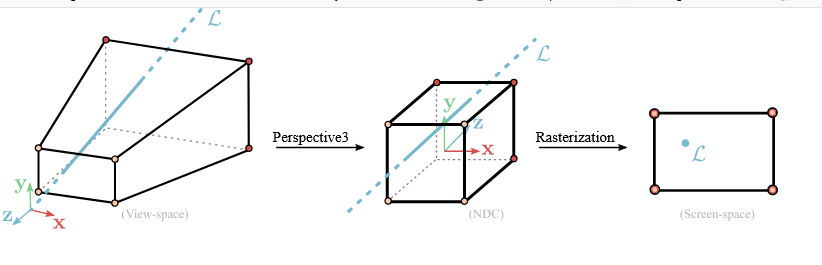 ℒ
y
z
x
(View-space)
Perspective3
ℒ
y
z
x
(NDC)
Rasterization
ℒ
(Screen-space)